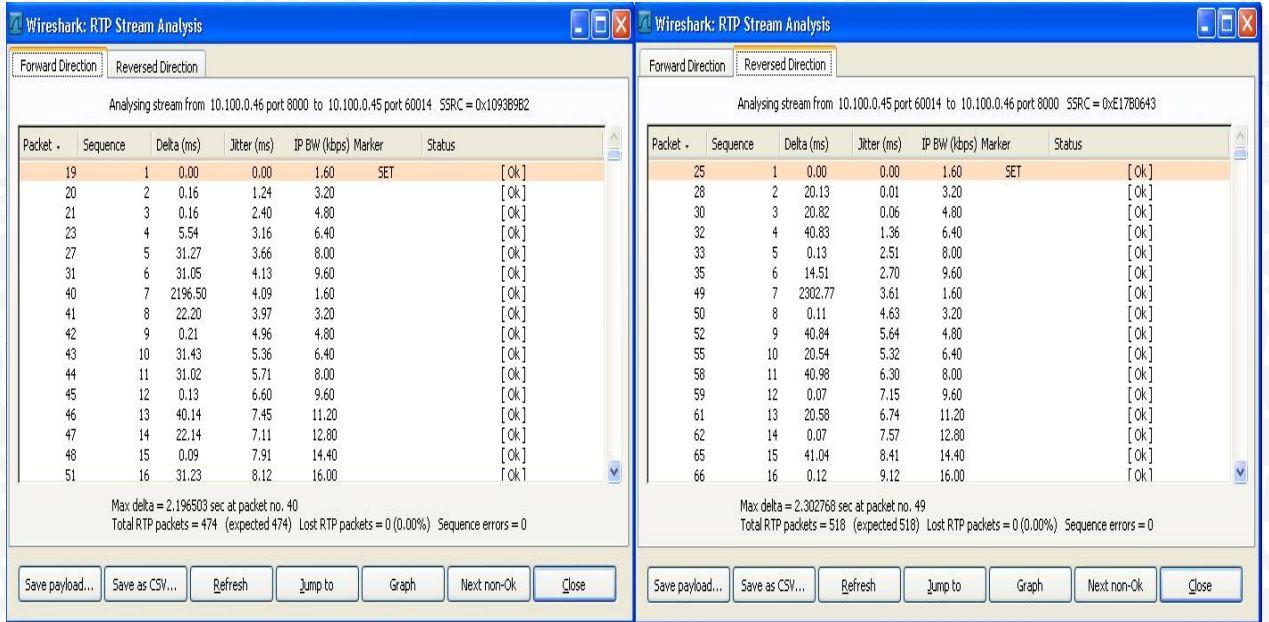 Wireshark: RTP Stream Analysis
Forward Direction Reversed Direction
Analysing stream from 10.100.0.46 port 8000 to 10.100.0.45 port 60014 SSRC = 0x1093B9B2
Packet Sequence Delta (ms) Jitter (ms) IP BW (kbps) Marker Status
19 1 0.00 0.00 1.60 SET [ Ok ]
20 2 0.16 1.24 3.20 [ Ok ]
21 3 0.16 2.40 4.80 [ Ok ]
23 4 5.54 3.16 6.40 [ Ok ]
27 5 31.27 3.66 8.00 [ Ok ]
31 6 31.05 4.13 9.60 [ Ok ]
40 7 2196.50 4.09 1.60 [ Ok ]
41 8 22.20 3.97 3.20 [ Ok ]
42 9 0.21 4.96 4.80 [ Ok ]
43 10 31.43 5.36 6.40 [ Ok ]
44 11 31.02 5.71 8.00 [ Ok ]
45 12 0.13 6.60 9.60 [ Ok ]
46 13 40.14 7.45 11.20 [ Ok ]
47 14 22.14 7.11 12.80 [ Ok ]
48 15 0.09 7.91 14.40 [ Ok ]
51 16 31.23 8.12 16.00 [ Ok ]
Max delta = 2.196503 sec at packet no. 40
Total RTP packets = 474 (expected 474) Lost RTP packets = 0 (0.00%) Sequence errors = 0
Save payload... Save as CSV... Refresh Jump to Graph Next non-Ok Close
Wireshark: RTP Stream Analysis
Forward Direction Reversed Direction
Analysing stream from 10.100.0.45 port 60014 to 10.100.0.46 port 8000 SSRC = 0xE17B0643
Packet Sequence Delta (ms) Jitter (ms) IP BW (kbps) Marker Status
25 1 0.00 0.00 1.60 SET [ Ok ]
28 2 20.13 0.01 3.20 [ Ok ]
30 3 20.82 0.06 4.80 [ Ok ]
32 4 40.83 1.36 6.40 [ Ok ]
33 5 0.13 2.51 8.00 [ Ok ]
35 6 14.51 2.70 9.60 [ Ok ]
49 7 2302.77 3.61 1.60 [ Ok ]
50 8 0.11 4.63 3.20 [ Ok ]
52 9 40.84 5.64 4.80 [ Ok ]
55 10 20.54 5.32 6.40 [ Ok ]
58 11 40.98 6.30 8.00 [ Ok ]
59 12 0.07 7.15 9.60 [ Ok ]
61 13 20.58 6.74 11.20 [ Ok ]
62 14 0.07 7.57 12.80 [ Ok ]
65 15 41.04 8.41 14.40 [ Ok ]
66 16 0.12 9.12 16.00 [ Ok ]
Max delta = 2.302768 sec at packet no. 49
Total RTP packets = 518 (expected 518) Lost RTP packets = 0 (0.00%) Sequence errors = 0
Save payload... Save as CSV... Refresh Jump to Graph Next non-Ok Close